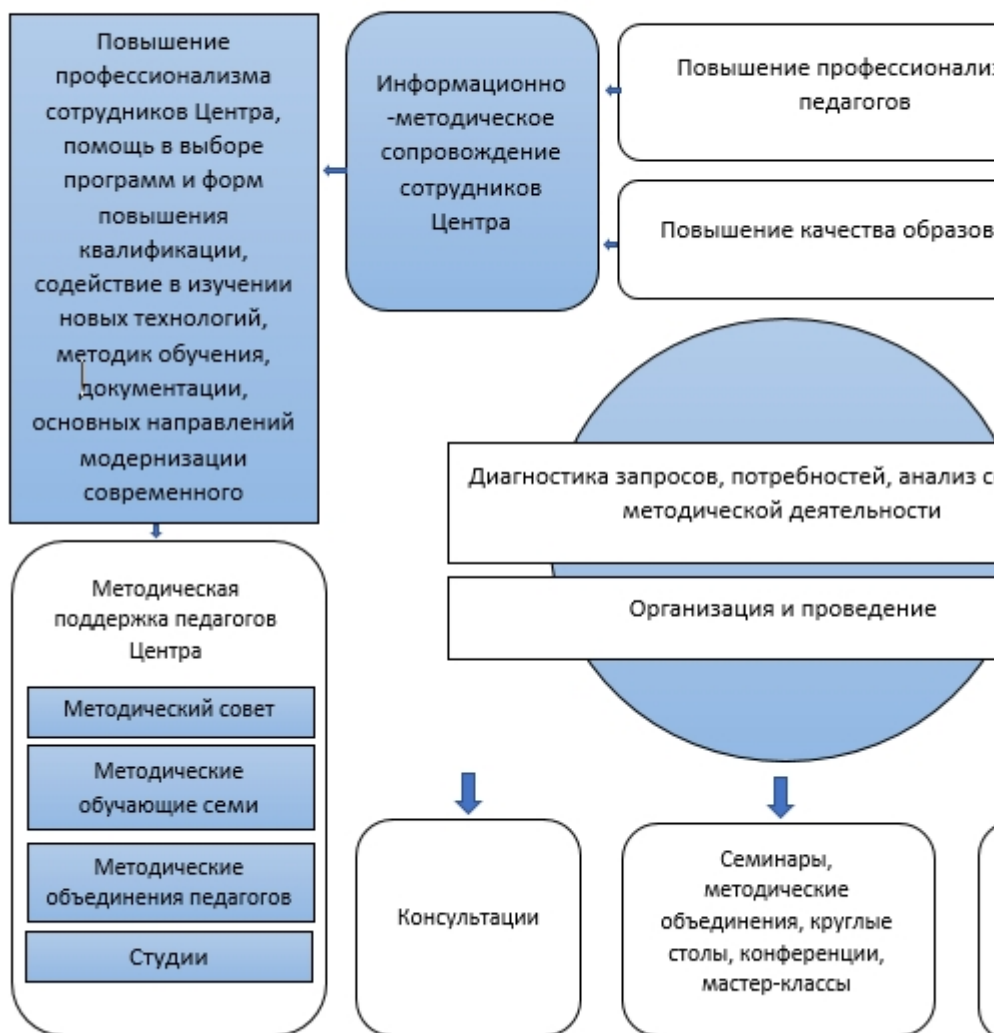 Повышение
профессионализма
сотрудников Центра,
помощь в выборе
программ и форм
повышения
квалификации,
содействие в изучении
новых технологий,
методик обучения,
документации,
основных направлений
модернизации
современного
Информационно
-методическое
сопровождение
сотрудников
Центра
Повышение
педагогов
Повышение качества
Диагностика запросов, потребностей, анализ
методической деятельности
Организация и проведение
Методическая
поддержка педагогов
Центра
Методический совет
Методические
обучающие семи
Методические
объединения педагогов
Студии
Консультации
Семинары,
методические
объединения, круглые
столы, конференции,
мастер-классы